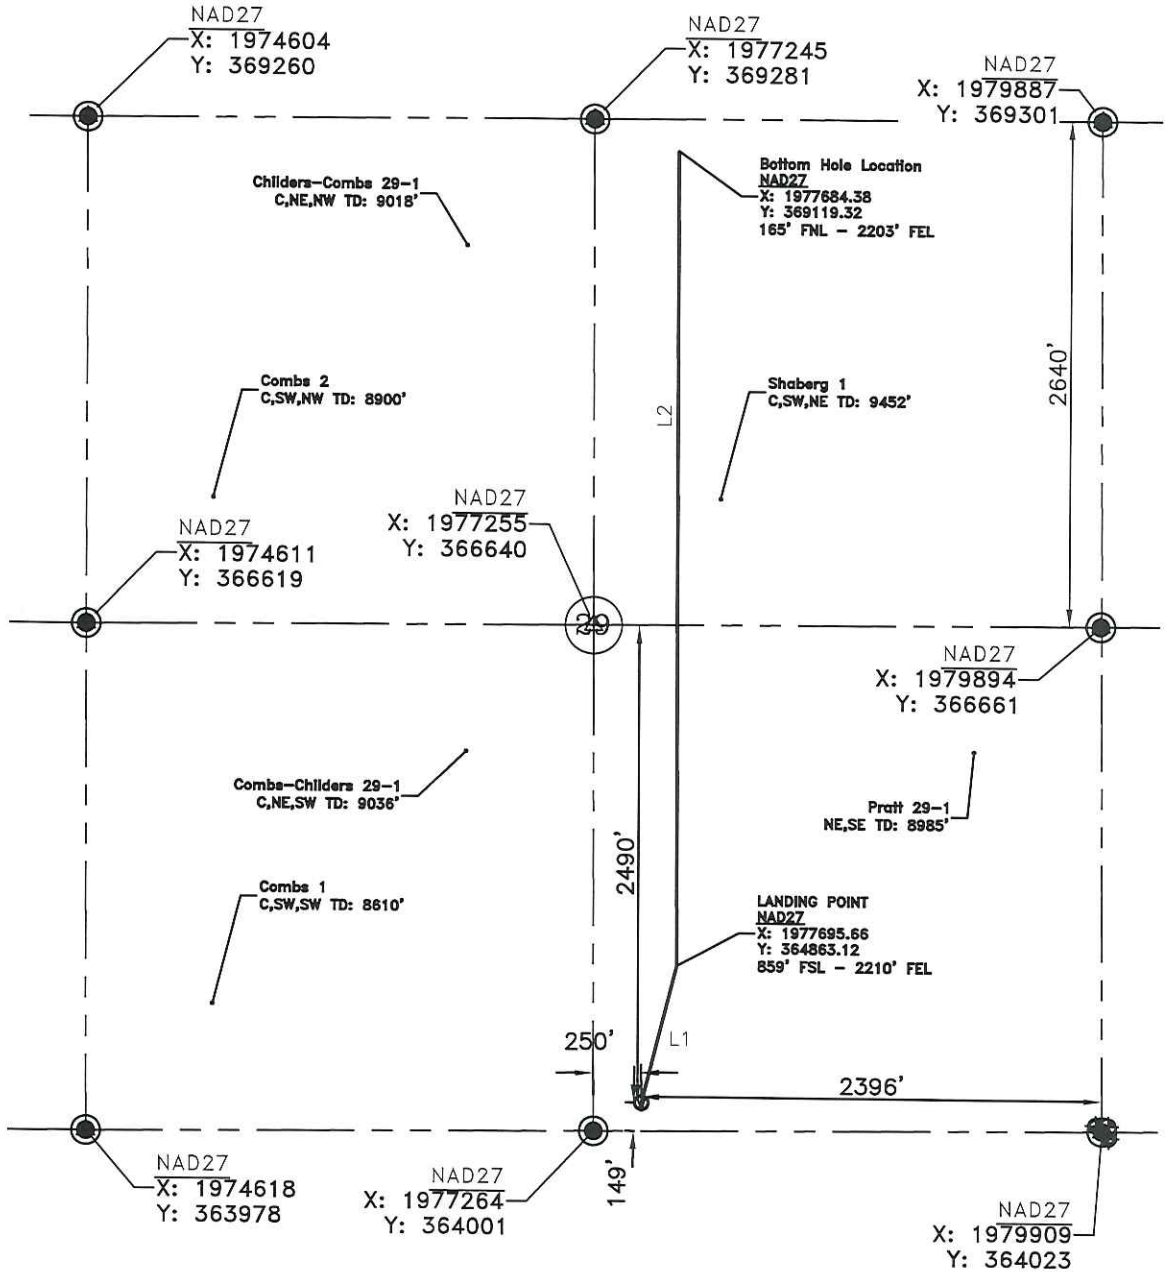 NAD27
X: 1974604
Y: 369260
NAD27
X: 1977245
Y: 369281
NAD27
X: 1979887
Y: 369301
Childers-Combs 29-1
C,NE,NW TD: 9018'
Bottom Hole Location
NAD27
X: 1977684.38
Y: 369119.32
165' FNL - 2203' FEL
2640'
Combs 2
C,SW,NW TD: 8900'
L2
Shaberg 1
C,SW,NE TD: 9452'
NAD27
X: 1977255
Y: 366640
NAD27
X: 1974611
Y: 366619
29
NAD27
X: 1979894
Y: 366661
Combs-Childers 29-1
C,NE,SW TD: 9036'
Pratt 29-1
NE,SE TD: 8985'
2490'
Combs 1
C,SW,SW TD: 8610'
LANDING POINT
NAD27
X: 1977695.66
Y: 364863.12
859' FSL - 2210' FEL
250'
L1
2396'
149'
NAD27
X: 1974618
Y: 363978
NAD27
X: 1977264
Y: 364001
NAD27
X: 1979909
Y: 364023